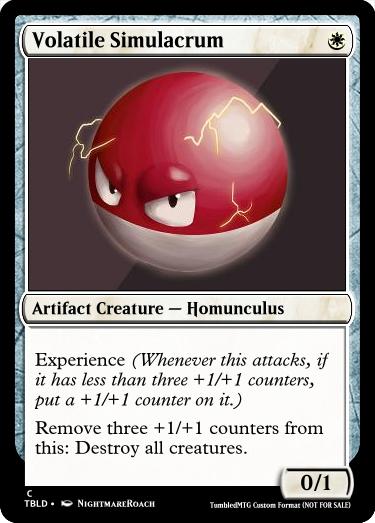 Volatile Simulacrum
Artifact Creature — Homunculus
Experience (Whenever this attacks, if
it has less than three +1/+1 counters,
put a +1/+1 counter on it.)
Remove three +1/+1 counters from
this: Destroy all creatures.
0/1
C
TBLD • NightmareRoach
TumbledMTG Custom Format (NOT FOR SALE)